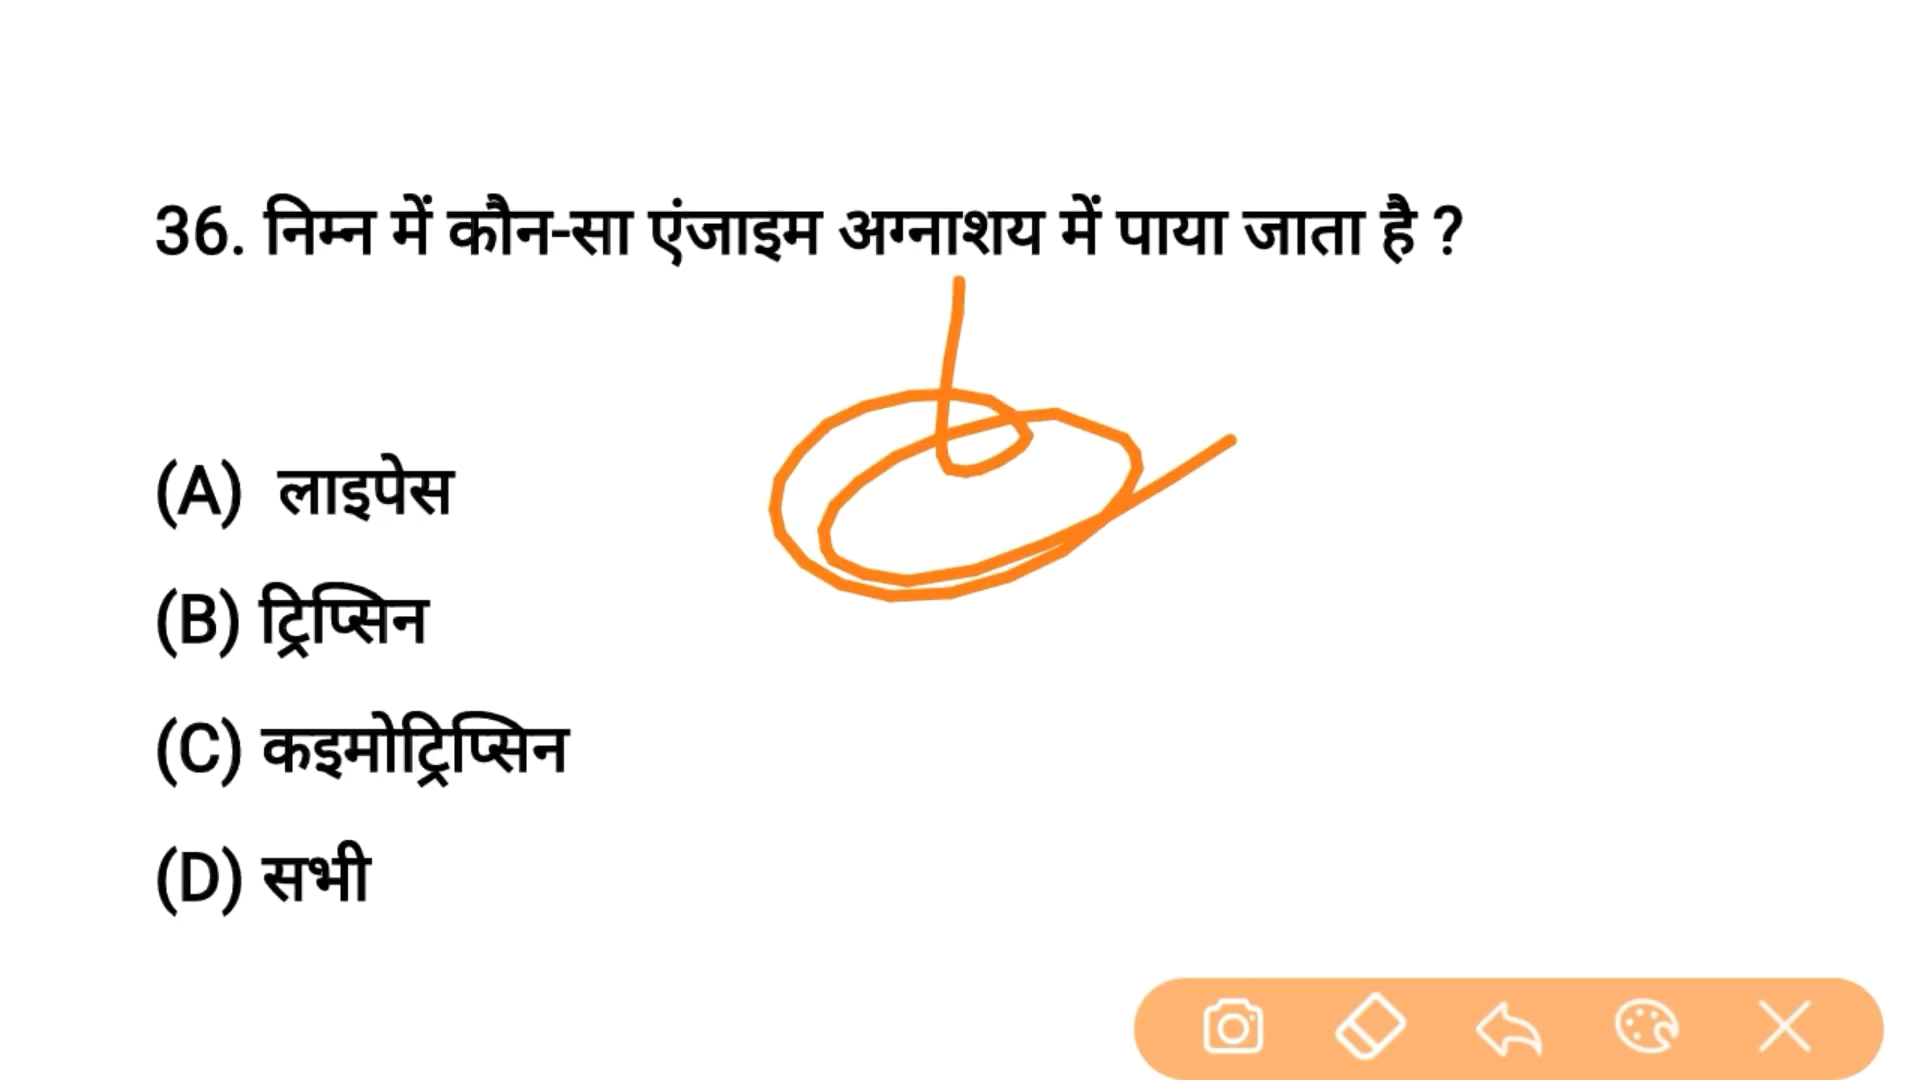 36. निम्न में कौन-सा एंजाइम अग्नाशय में पाया जाता है ?
(A) लाइपेस
(B) ट्रिप्सिन
(C) कइमोट्रिप्सिन
(D) सभी